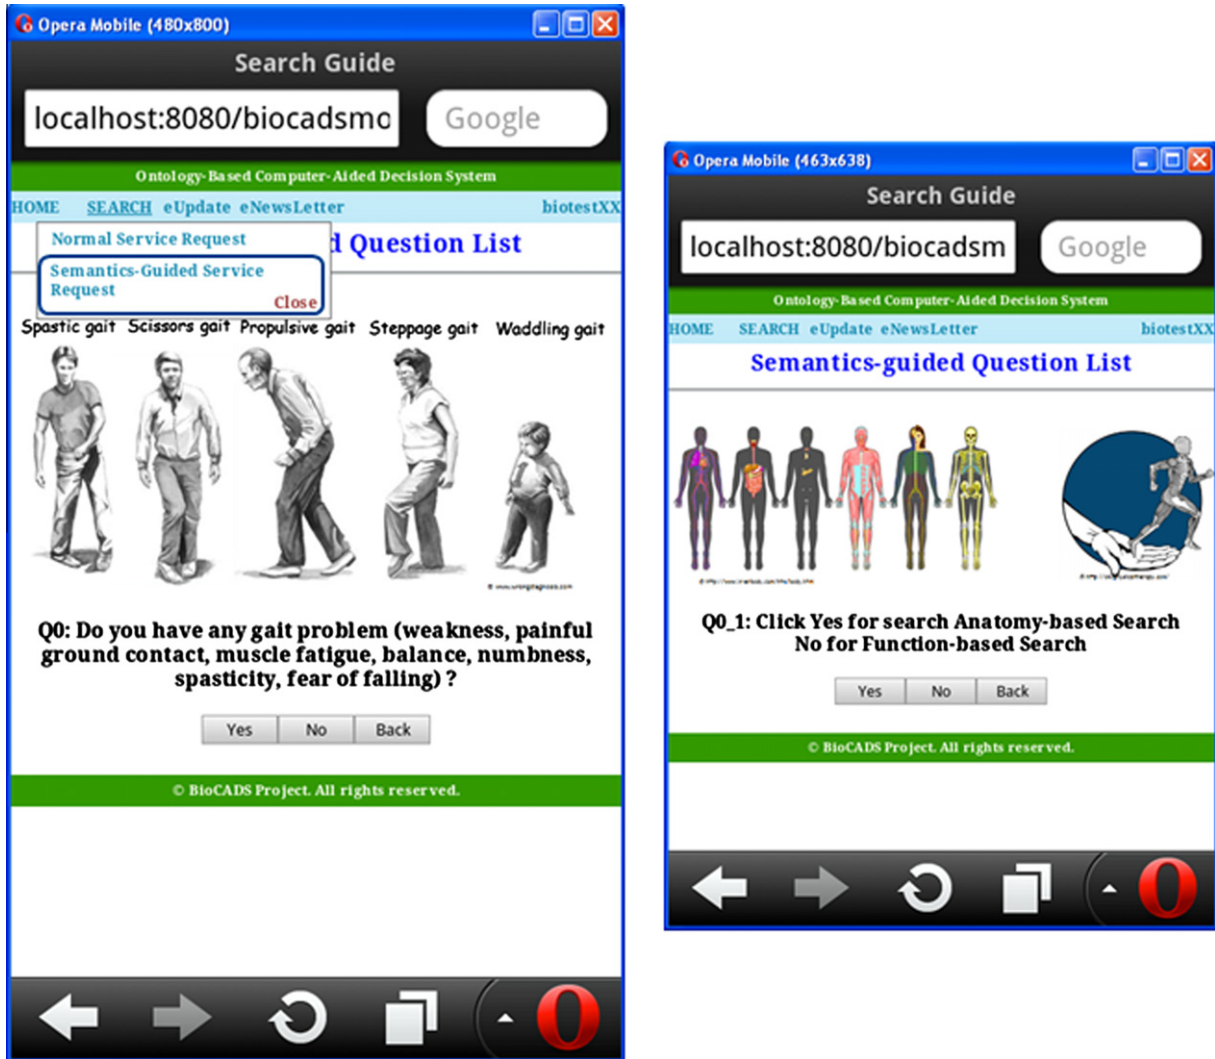 Opera Mobile (480x800)
Search Guide
localhost:8080/biocadsmo
Google
Ontology-Based Computer-Aided Decision System
HOME SEARCH eUpdate eNewsLetter biotestXX
Normal Service Request
d Question List
Semantics-Guided Service
Request
Close
Spastic gait Scissors gait Propulsive gait Steppage gait Waddling gait
© www.wrongdiagnosis.com
Q0: Do you have any gait problem (weakness, painful
ground contact, muscle fatigue, balance, numbness,
spasticity, fear of falling) ?
Yes No Back
© BioCADS Project. All rights reserved.
Opera Mobile (463x638)
Search Guide
localhost:8080/biocadsm
Google
Ontology-Based Computer-Aided Decision System
HOME SEARCH eUpdate eNewsLetter biotestXX
Semantics-guided Question List
Q0_1: Click Yes for search Anatomy-based Search
No for Function-based Search
Yes No Back
© BioCADS Project. All rights reserved.